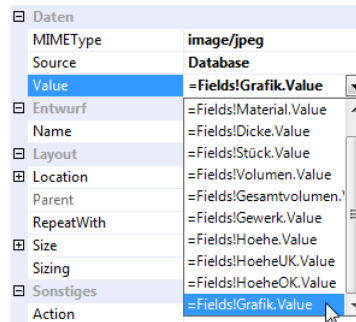 Daten
MIMEType image/jpeg
Source Database
Value =Fields!Grafik.Value
Entwurf =Fields!Material.Value
=Fields!Dicke.Value
Name =Fields!Stück.Value
Layout =Fields!Volumen.Value
Location =Fields!Gesamtvolumen.
Parent =Fields!Gewerk.Value
RepeatWith =Fields!Hoehe.Value
Size =Fields!HoeheUK.Value
Sizing =Fields!HoeheOK.Value
Sonstiges =Fields!Grafik.Value
Action